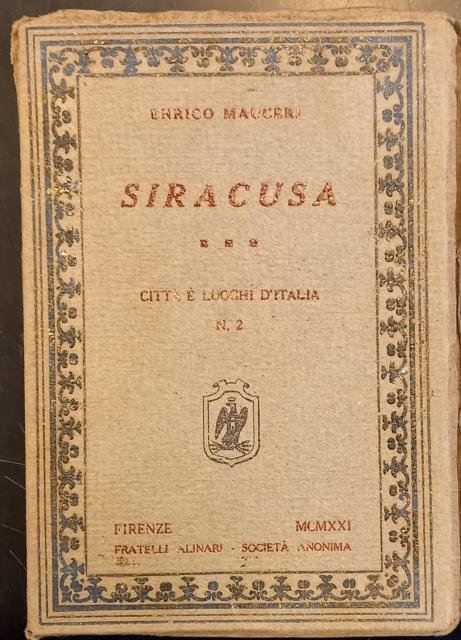 ENRICO MAUCERI
SIRACUSA
CITTÀ E LUOGHI D'ITALIA
N. 2
FIRENZE MCMXXI
FRATELLI ALINARI - SOCIETÀ ANONIMA